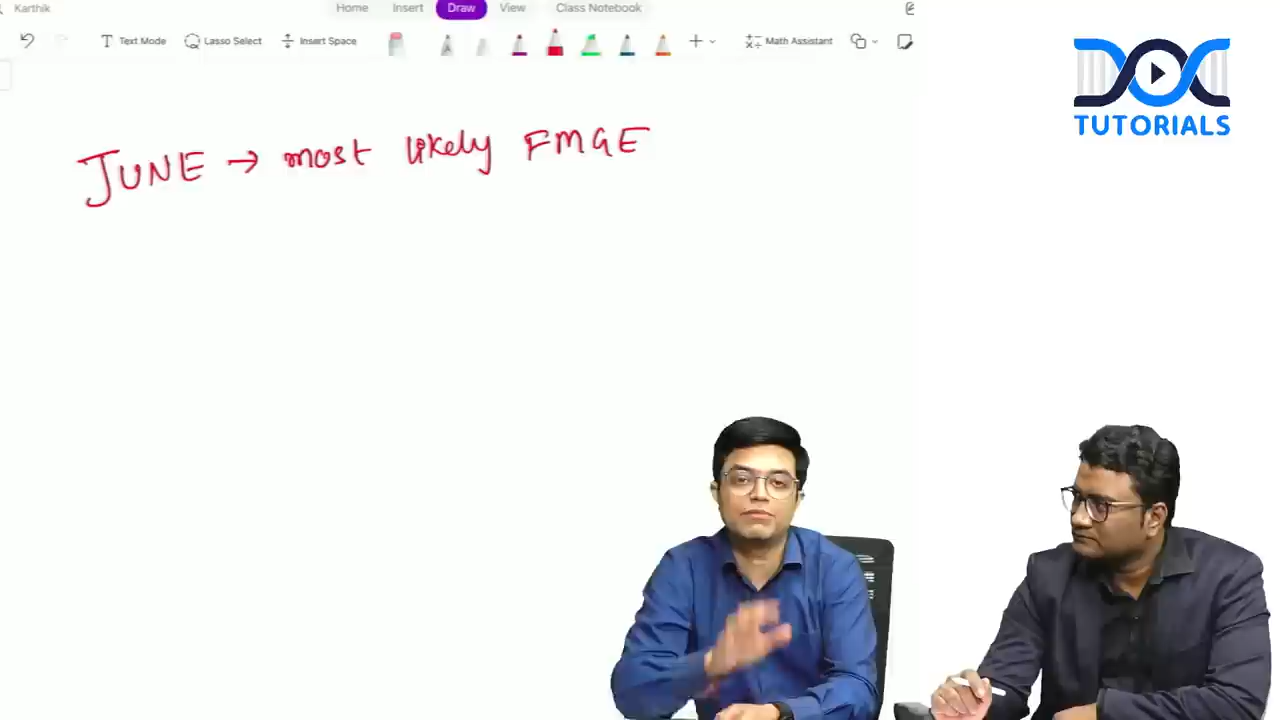 Karthik
Home Insert Draw View Class Notebook
Text Mode Lasso Select Insert Space Math Assistant
DOC
TUTORIALS
JUNE → most likely FMGE